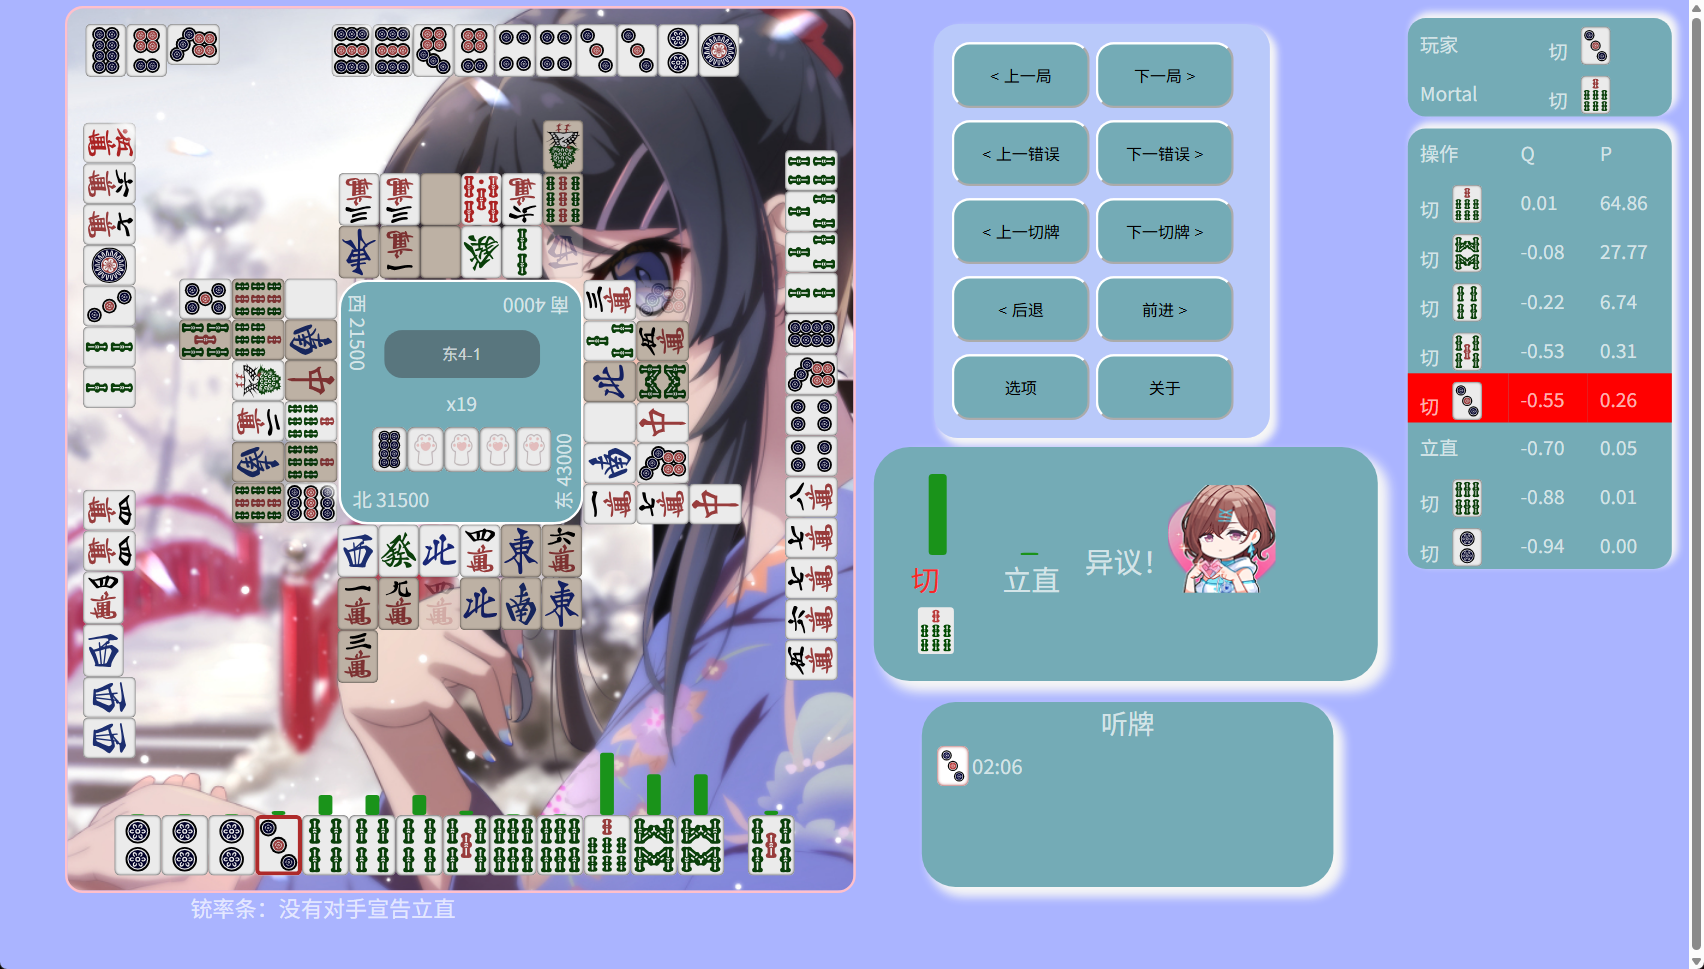 西 21500
南 4000
东4-1
x19
北 31500
东 43000
铳率条：没有对手宣告立直
< 上一局
下一局 >
< 上一错误
下一错误 >
< 上一切牌
下一切牌 >
< 后退
前进 >
选项
关于
切
立直
异议！
听牌
02:06
玩家 切
Mortal 切
操作 Q P
切 0.01 64.86
切 -0.08 27.77
切 -0.22 6.74
切 -0.53 0.31
切 -0.55 0.26
立直 -0.70 0.05
切 -0.88 0.01
切 -0.94 0.00